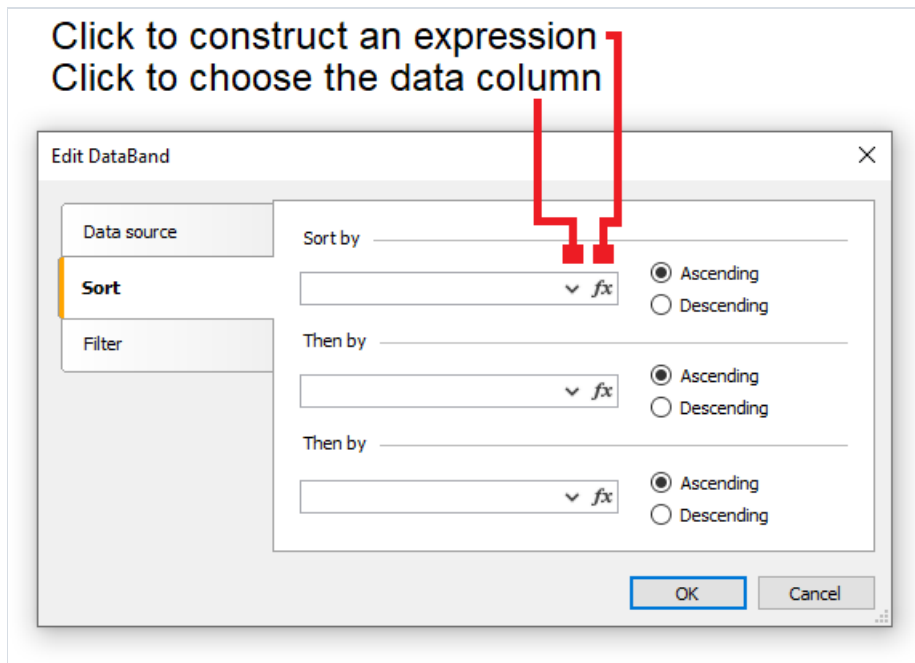 Click to construct an expression
Click to choose the data column
Edit DataBand
Data source
Sort
Filter
Sort by
fx
Ascending
Descending
Then by
fx
Ascending
Descending
Then by
fx
Ascending
Descending
OK
Cancel